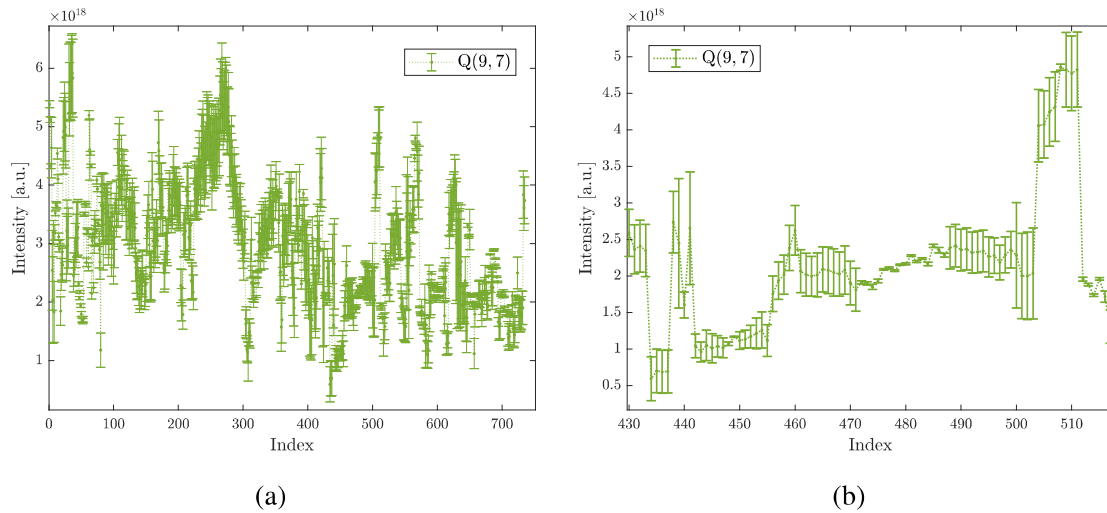 ×10^18
Q(9, 7)
Intensity [a.u.]
6
5
4
3
2
1
0 100 200 300 400 500 600 700
Index
(a)
×10^18
Q(9, 7)
Intensity [a.u.]
5
4.5
4
3.5
3
2.5
2
1.5
1
0.5
430 440 450 460 470 480 490 500 510
Index
(b)